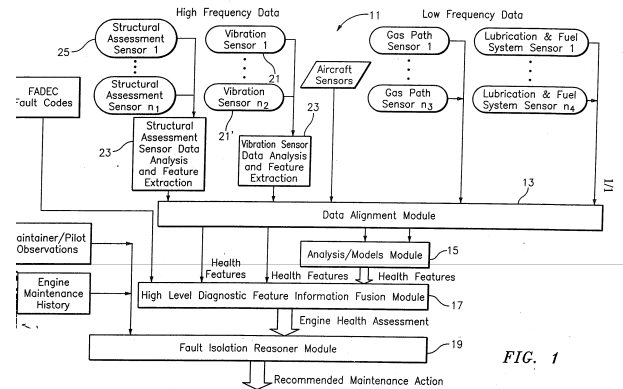 High Frequency Data
11
Low Frequency Data
25
Structural
Assessment
Sensor 1
Vibration
Sensor 1
21
Gas Path
Sensor 1
Lubrication & Fuel
System Sensor 1
Aircraft
Sensors
FADEC
Fault Codes
Structural
Assessment
Sensor n1
Vibration
Sensor n2
21'
Gas Path
Sensor n3
Lubrication & Fuel
System Sensor n4
23
Structural
Assessment
Sensor Data
Analysis
and Feature
Extraction
23
Vibration Sensor
Data Analysis
and Feature
Extraction
1/1
13
Data Alignment Module
aintainer/Pilot
Observations
Analysis/Models Module
15
Health
Features
Health Features
Health Features
Engine
Maintenance
History
High Level Diagnostic Feature Information Fusion Module
17
Engine Health Assessment
Fault Isolation Reasoner Module
19
FIG. 1
Recommended Maintenance Action